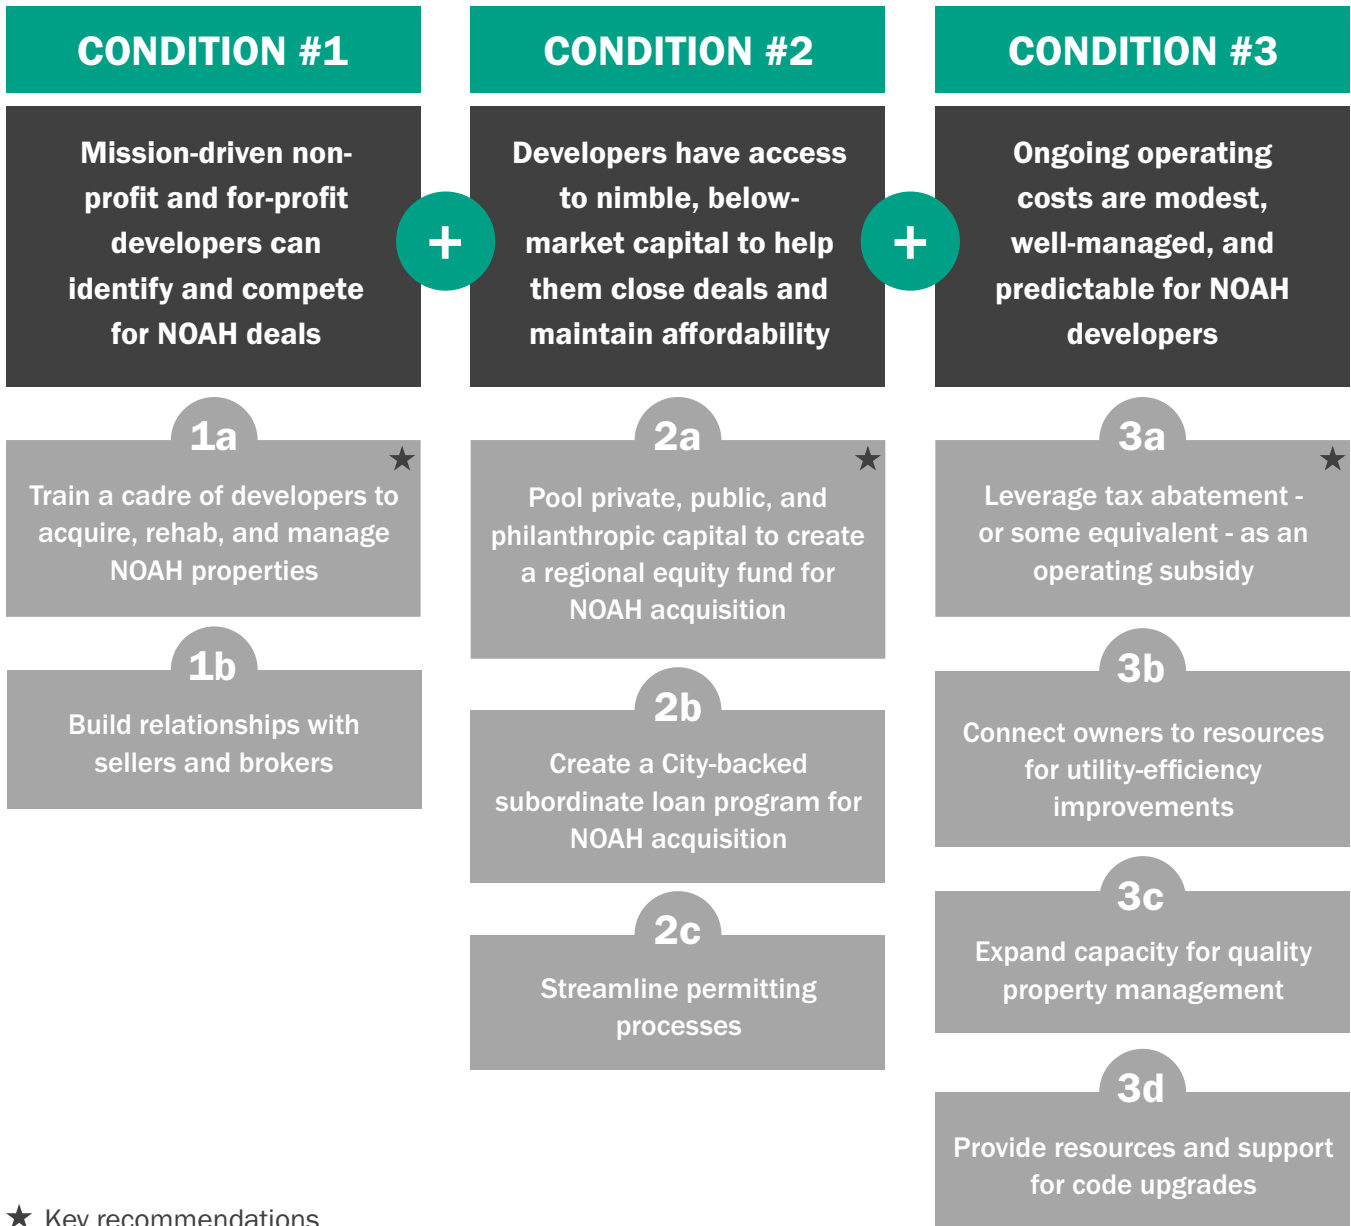 CONDITION #1
Mission-driven non-
profit and for-profit
developers can
identify and compete
for NOAH deals
+
1a
★
Train a cadre of developers to
acquire, rehab, and manage
NOAH properties
1b
Build relationships with
sellers and brokers
CONDITION #2
Developers have access
to nimble, below-
market capital to help
them close deals and
maintain affordability
+
2a
★
Pool private, public, and
philanthropic capital to create
a regional equity fund for
NOAH acquisition
2b
Create a City-backed
subordinate loan program for
NOAH acquisition
2c
Streamline permitting
processes
CONDITION #3
Ongoing operating
costs are modest,
well-managed, and
predictable for NOAH
developers
3a
★
Leverage tax abatement -
or some equivalent - as an
operating subsidy
3b
Connect owners to resources
for utility-efficiency
improvements
3c
Expand capacity for quality
property management
3d
Provide resources and support
for code upgrades
★ Key recommendations